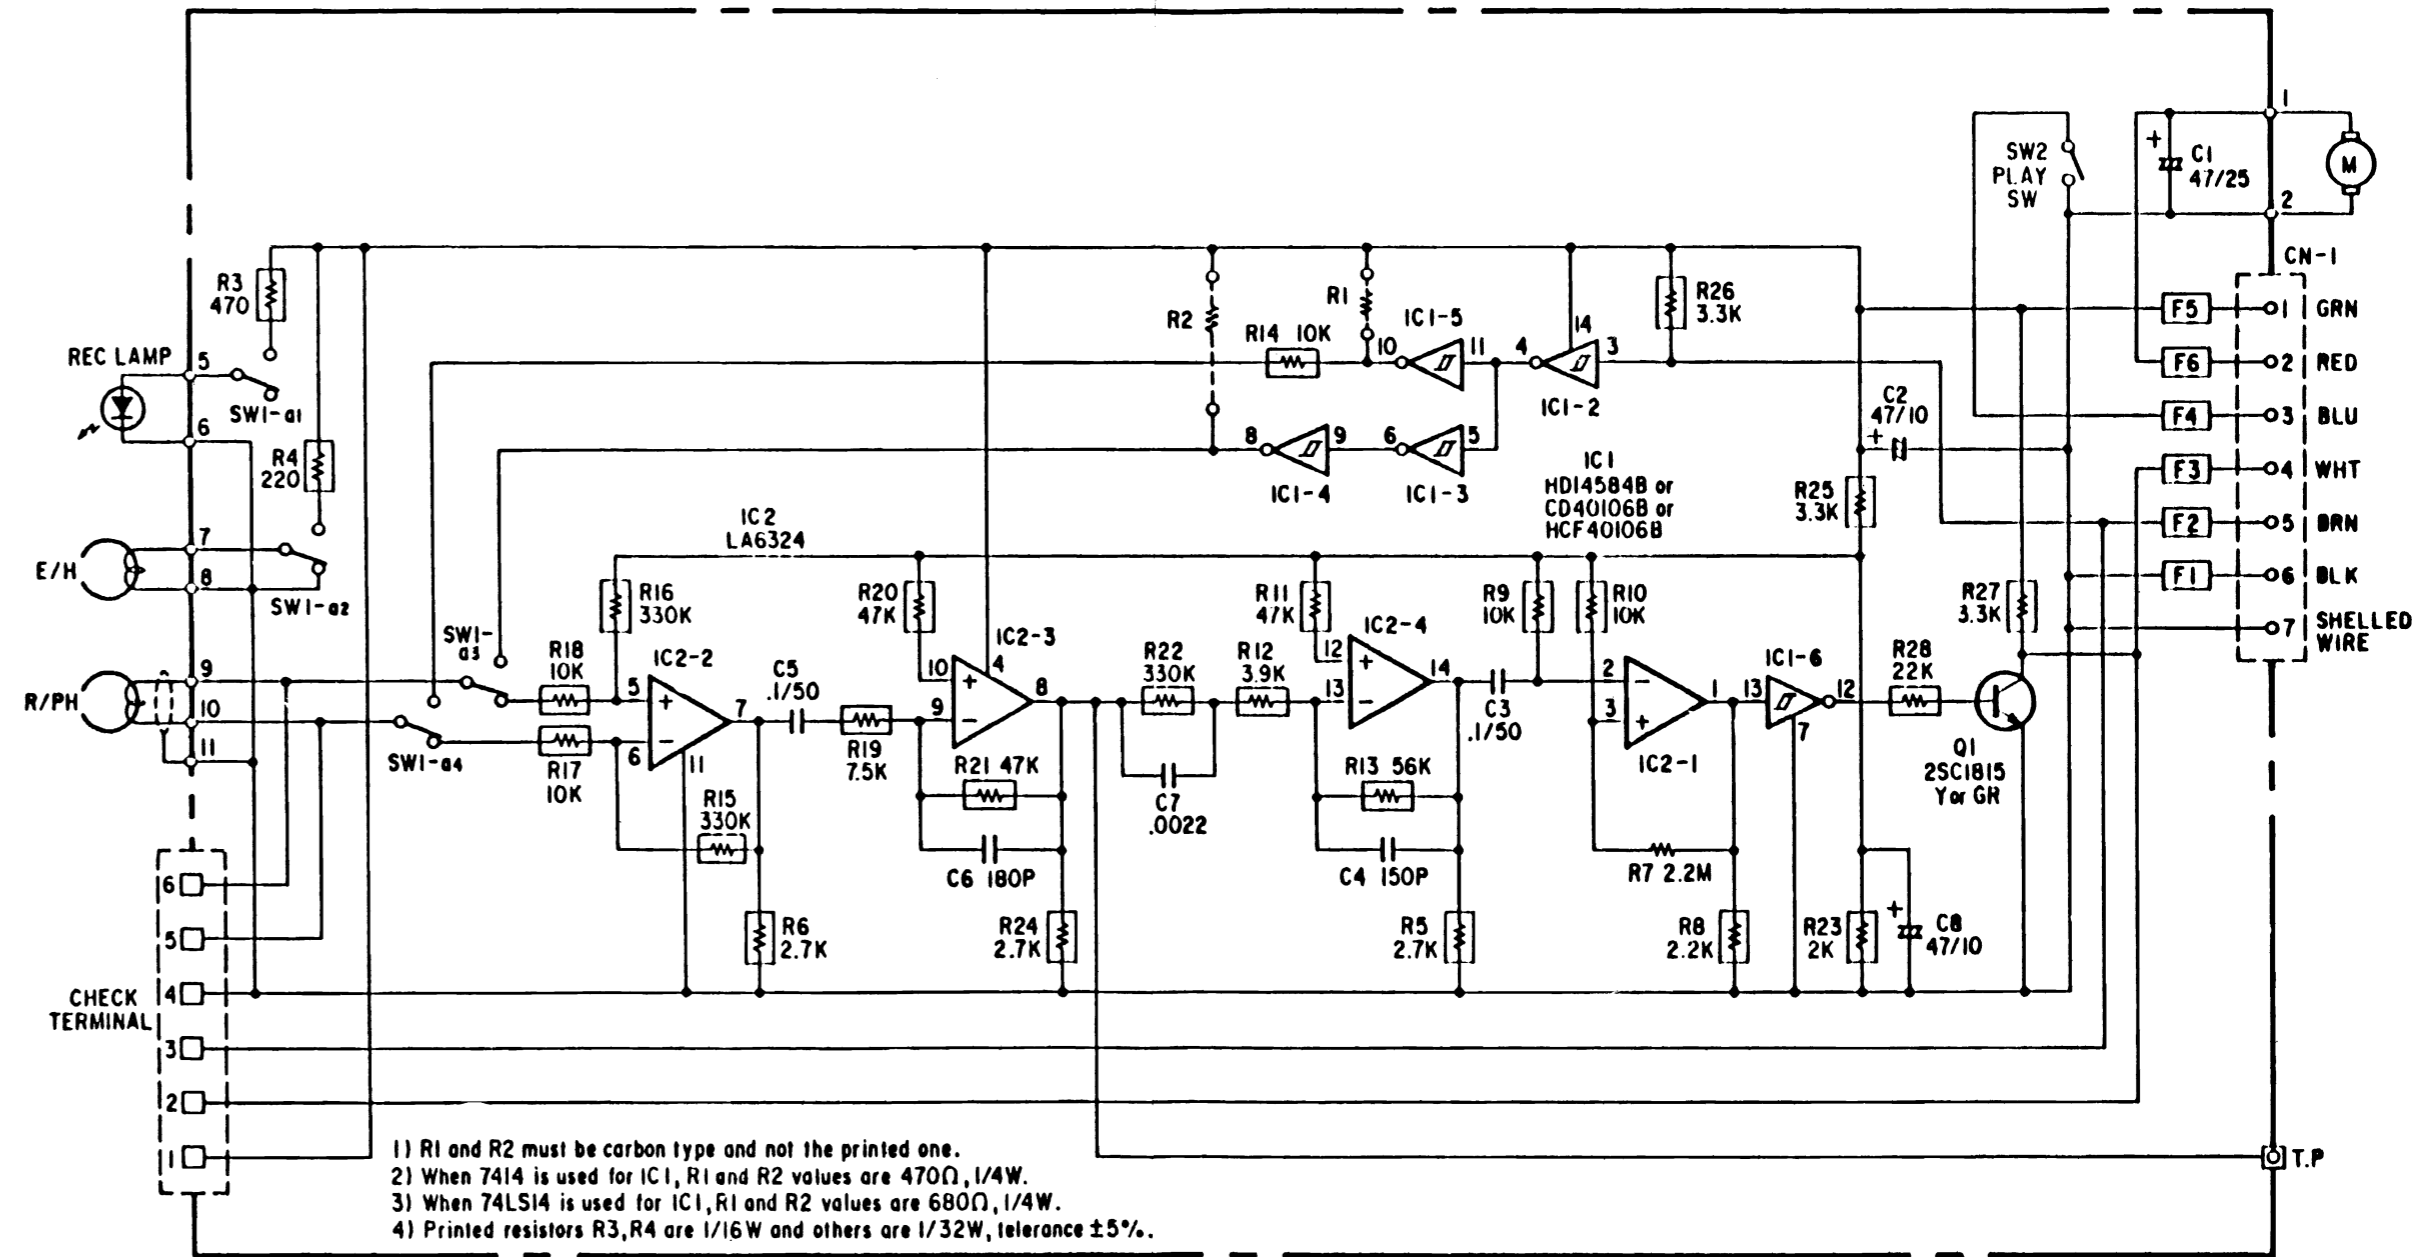 1
SW2
PLAY
SW
+
C1
47/25
M
2
CN-1
R3
470
R2
R1
IC1-5
R14 10K
10
11
4
14
3
R26
3.3K
F5
1
GRN
REC LAMP
5
SW1-a1
IC1-2
F6
2
RED
C2
47/10
+
F4
3
BLU
6
R4
220
8
9
6
5
IC1-4
IC1-3
IC1
HD14584B or
CD40106B or
HCF40106B
R25
3.3K
F3
4
WHT
IC2
LA6324
F2
5
BRN
7
E/H
8
SW1-a2
R16
330K
R20
47K
R11
47K
R9
10K
R10
10K
R27
3.3K
F1
6
BLK
7
SHELLED
WIRE
SW1-
a3
R18
10K
IC2-2
C5
.1/50
IC2-3
4
R22
330K
R12
3.9K
IC2-4
IC1-6
R28
22K
9
R/PH
10
11
SW1-a4
R17
10K
5
+
6
−
7
11
R19
7.5K
10
+
9
−
8
12
+
13
−
14
C3
.1/50
2
−
3
+
1
13
12
7
IC2-1
Q1
2SC1815
Y or GR
R15
330K
R21 47K
C7
.0022
R13 56K
C6 180P
C4 150P
R7 2.2M
6
5
4
3
2
1
CHECK
TERMINAL
R6
2.7K
R24
2.7K
R5
2.7K
R8
2.2K
R23
2K
+
C8
47/10
T.P
1) R1 and R2 must be carbon type and not the printed one.
2) When 7414 is used for IC1, R1 and R2 values are 470Ω, 1/4W.
3) When 74LS14 is used for IC1, R1 and R2 values are 680Ω, 1/4W.
4) Printed resistors R3, R4 are 1/16W and others are 1/32W, telerance ±5%.